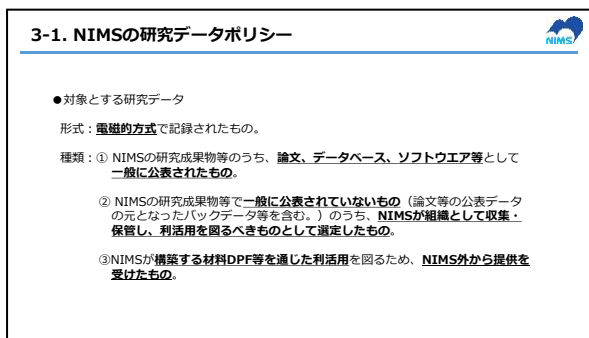 3-1. NIMSの研究データポリシー
NIMS
●対象とする研究データ
形式：電磁的方式で記録されたもの。
種類：① NIMSの研究成果物等のうち、論文、データベース、ソフトウエア等として
一般に公表されたもの。
② NIMSの研究成果物等で一般に公表されていないもの（論文等の公表データ
の元となったバックデータ等を含む。）のうち、NIMSが組織として収集・
保管し、利活用を図るべきものとして選定したもの。
③NIMSが構築する材料DPF等を通じた利活用を図るため、NIMS外から提供を
受けたもの。